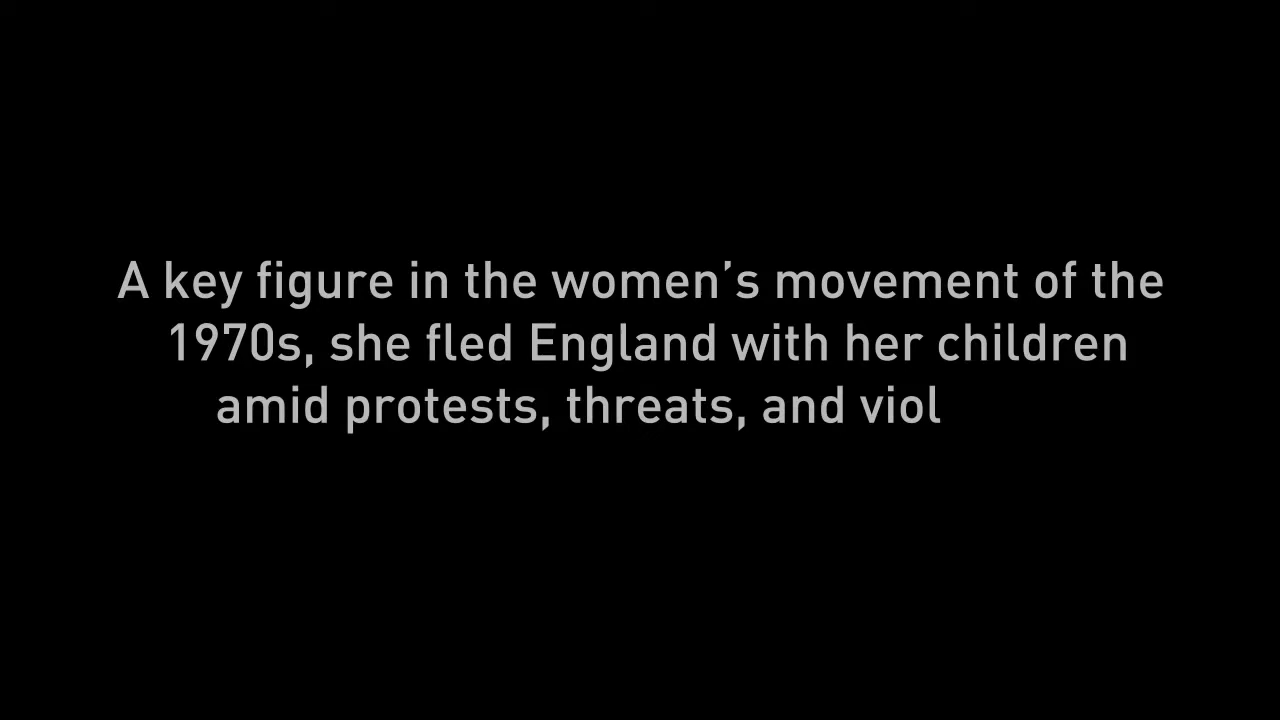 A key figure in the women’s movement of the
1970s, she fled England with her children
amid protests, threats, and viol